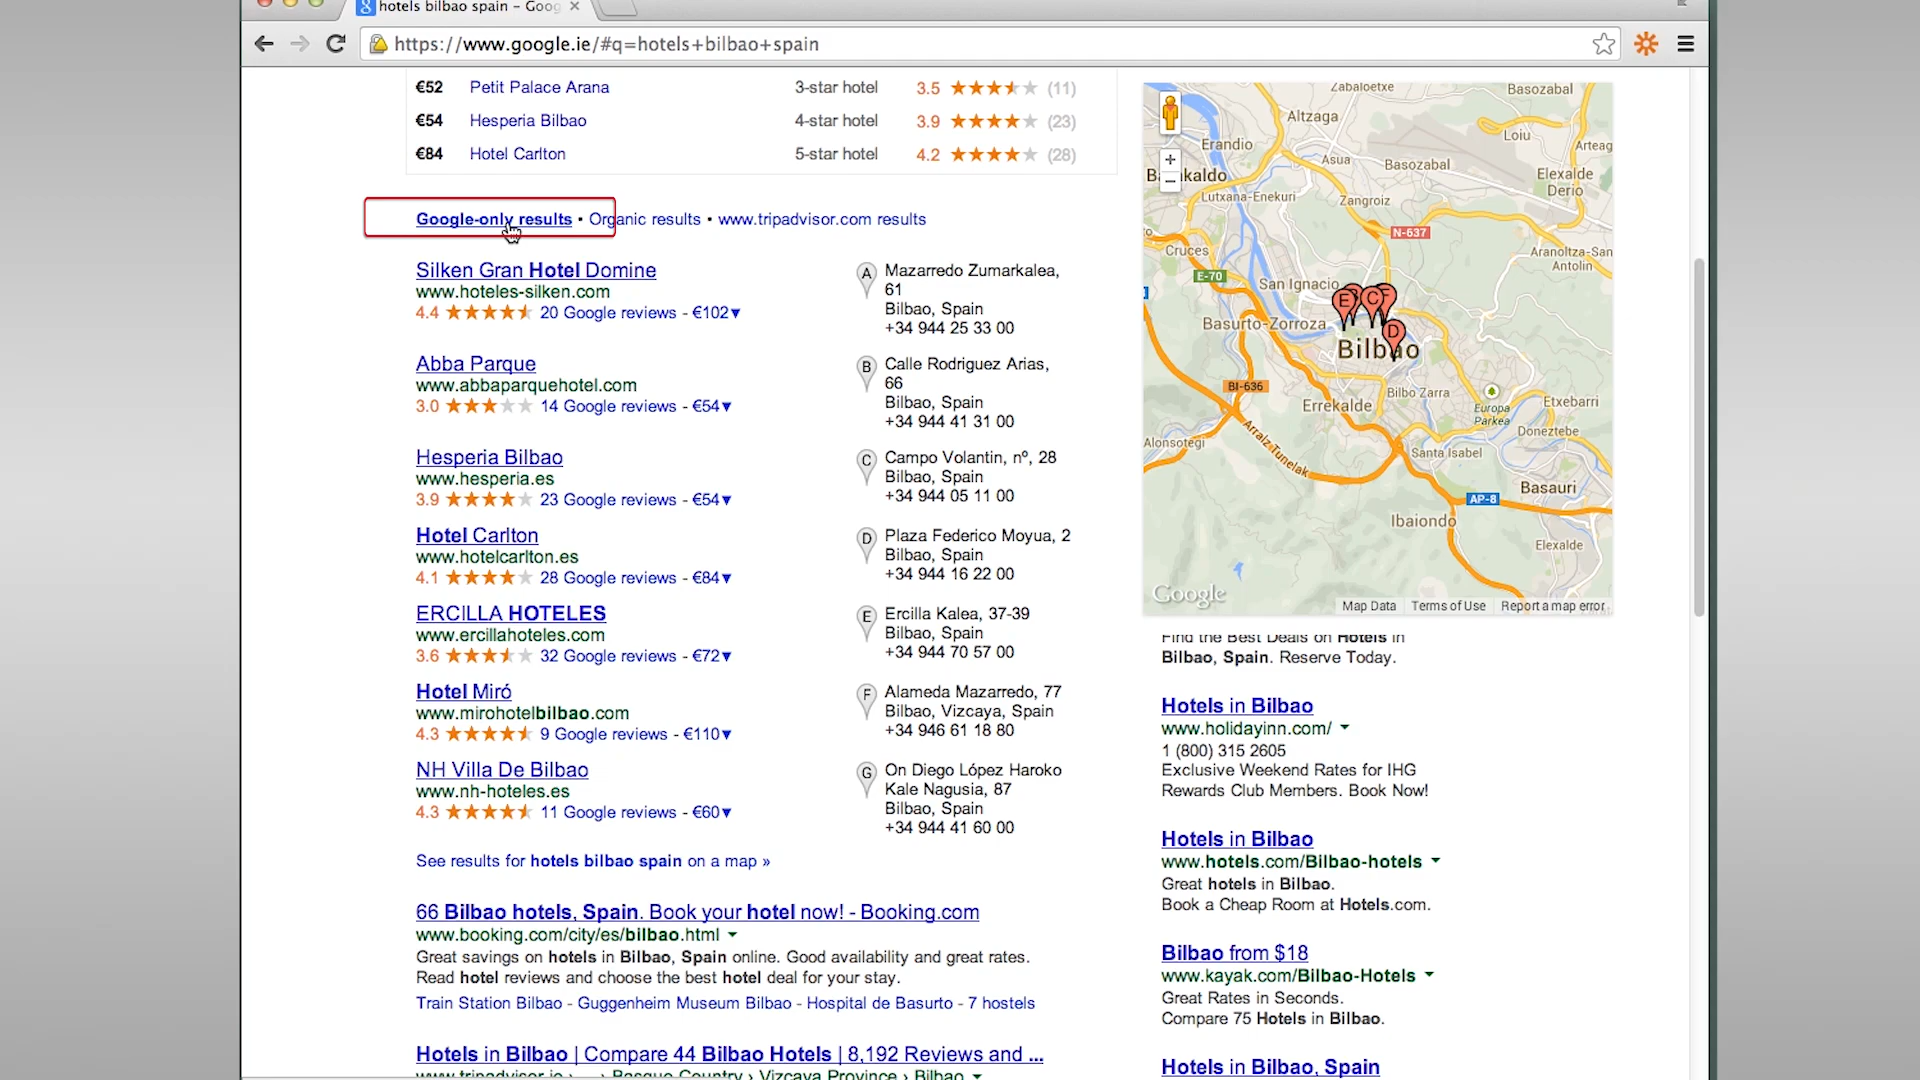 hotels bilbao spain – Goog
https://www.google.ie/#q=hotels+bilbao+spain
€52 Petit Palace Arana 3-star hotel 3.5 (11)
€54 Hesperia Bilbao 4-star hotel 3.9 (23)
€84 Hotel Carlton 5-star hotel 4.2 (28)
Google-only results • Organic results • www.tripadvisor.com results
Silken Gran Hotel Domine
www.hoteles-silken.com
4.4 20 Google reviews - €102▼
A Mazarredo Zumarkalea,
61
Bilbao, Spain
+34 944 25 33 00
Abba Parque
www.abbaparquehotel.com
3.0 14 Google reviews - €54▼
B Calle Rodriguez Arias,
66
Bilbao, Spain
+34 944 41 31 00
Hesperia Bilbao
www.hesperia.es
3.9 23 Google reviews - €54▼
C Campo Volantin, nº, 28
Bilbao, Spain
+34 944 05 11 00
Hotel Carlton
www.hotelcarlton.es
4.1 28 Google reviews - €84▼
D Plaza Federico Moyua, 2
Bilbao, Spain
+34 944 16 22 00
ERCILLA HOTELES
www.ercillahoteles.com
3.6 32 Google reviews - €72▼
E Ercilla Kalea, 37-39
Bilbao, Spain
+34 944 70 57 00
Hotel Miró
www.mirohotelbilbao.com
4.3 9 Google reviews - €110▼
F Alameda Mazarredo, 77
Bilbao, Vizcaya, Spain
+34 946 61 18 80
NH Villa De Bilbao
www.nh-hoteles.es
4.3 11 Google reviews - €60▼
G On Diego López Haroko
Kale Nagusia, 87
Bilbao, Spain
+34 944 41 60 00
See results for hotels bilbao spain on a map »
66 Bilbao hotels, Spain. Book your hotel now! - Booking.com
www.booking.com/city/es/bilbao.html
Great savings on hotels in Bilbao, Spain online. Good availability and great rates.
Read hotel reviews and choose the best hotel deal for your stay.
Train Station Bilbao - Guggenheim Museum Bilbao - Hospital de Basurto - 7 hostels
Hotels in Bilbao | Compare 44 Bilbao Hotels | 8,192 Reviews and ...
www.tripadvisor.ie › ... › Basque Country › Vizcaya Province › Bilbao
Zabaloetxe
Basozabal
Altzaga
Loiu
Erandio
Arteag
Asua
Basozabal
Elexalde
Derio
Lutxana-Enekuri
Zangroiz
N-637
Cruces
Aranoltza-San
Antolin
E-70
San Ignacio
E C
Basurto-Zorroza
D
Bilbao
BI-636
Bilbo Zarra
Errekalde
Europa
Parkea
Etxebarri
Doneztebe
Alonsotegi
Arraiz Tunelak
Santa Isabel
Basauri
AP-8
Ibaiondo
Elexalde
Google
Map Data Terms of Use Report a map error
Find the Best Deals on Hotels in
Bilbao, Spain. Reserve Today.
Hotels in Bilbao
www.holidayinn.com/
1 (800) 315 2605
Exclusive Weekend Rates for IHG
Rewards Club Members. Book Now!
Hotels in Bilbao
www.hotels.com/Bilbao-hotels
Great hotels in Bilbao.
Book a Cheap Room at Hotels.com.
Bilbao from $18
www.kayak.com/Bilbao-Hotels
Great Rates in Seconds.
Compare 75 Hotels in Bilbao.
Hotels in Bilbao, Spain